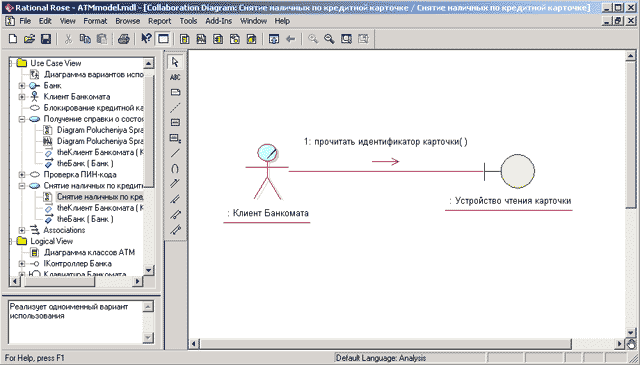 Rational Rose - ATMmodel.mdl - [Collaboration Diagram: Снятие наличных по кредитной карточке / Снятие наличных по кредитной карточке]
File Edit View Format Browse Report Query Tools Add-Ins Window Help
Use Case View
Диаграмма вариантов испо
Банк
Клиент Банкомата
Блокирование кредитной ка
Получение справки о состоя
Diagram Polucheniya Spra
Diagram Polucheniya Spra
theКлиент Банкомата ( К
theБанк ( Банк )
Проверка ПИН-кода
Снятие наличных по кредит
Снятие наличных по кред
theКлиент Банкомата ( К
theБанк ( Банк )
Associations
Logical View
Диаграмма классов ATM
IКонтроллер Банка
Клавиатура Банкомата
Реализует одноименный вариант
использования
ABC
1: прочитать идентификатор карточки( )
: Клиент Банкомата
: Устройство чтения карточки
For Help, press F1
Default Language: Analysis